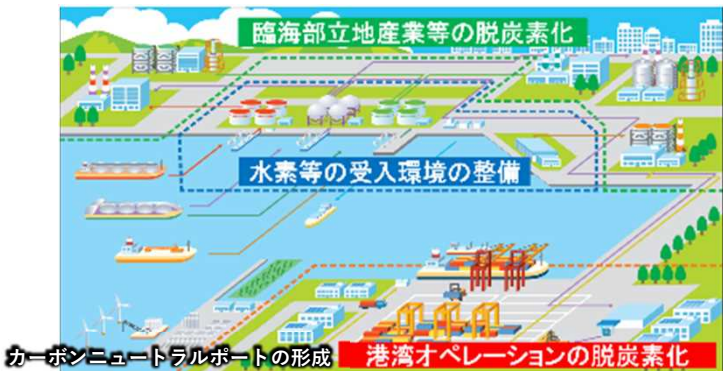 臨海部立地産業等の脱炭素化
水素等の受入環境の整備
カーボンニュートラルポートの形成
港湾オペレーションの脱炭素化